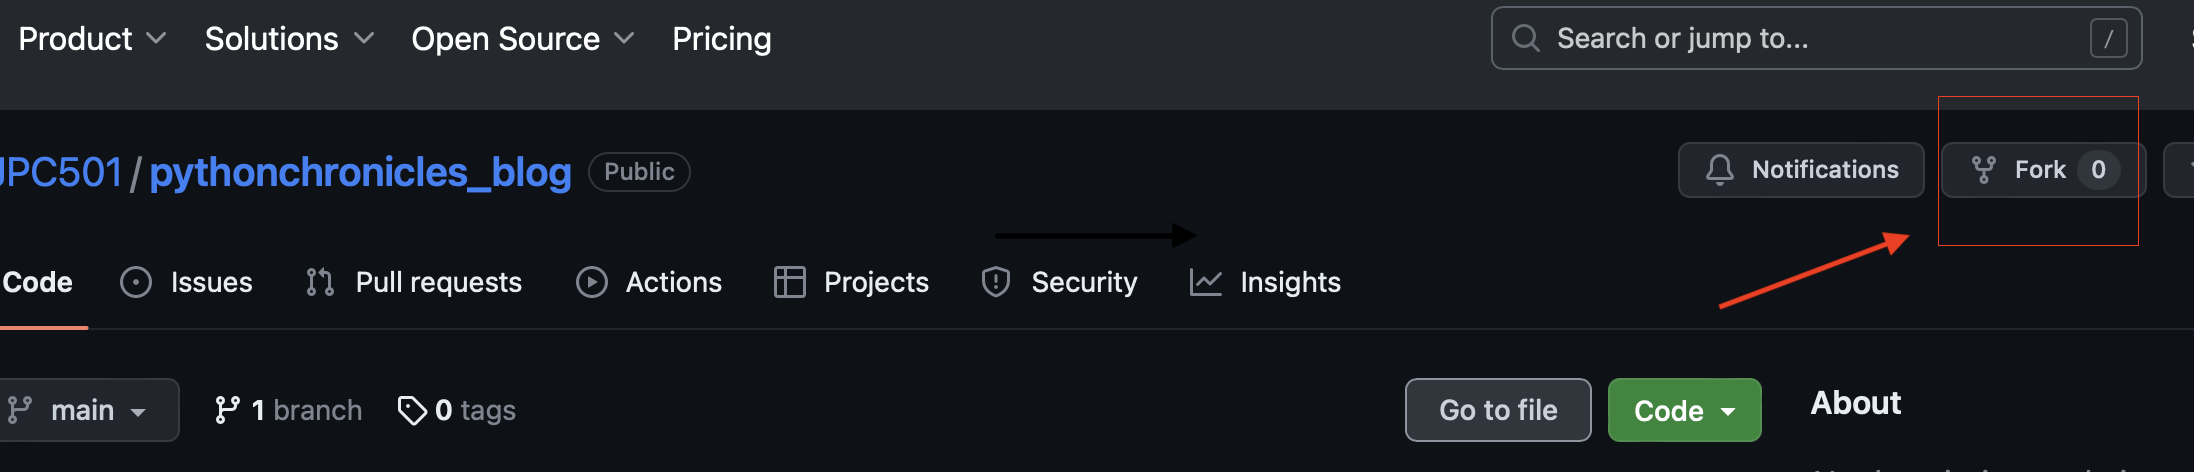 Product Solutions Open Source Pricing Search or jump to... /
JPC501/pythonchronicles_blog Public Notifications Fork 0
Code Issues Pull requests Actions Projects Security Insights
main 1 branch 0 tags Go to file Code About